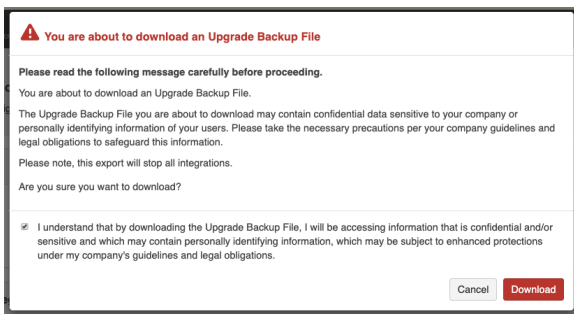 You are about to download an Upgrade Backup File
Please read the following message carefully before proceeding.
You are about to download an Upgrade Backup File.
The Upgrade Backup File you are about to download may contain confidential data sensitive to your company or
personally identifying information of your users. Please take the necessary precautions per your company guidelines and
legal obligations to safeguard this information.
Please note, this export will stop all integrations.
Are you sure you want to download?
I understand that by downloading the Upgrade Backup File, I will be accessing information that is confidential and/or
sensitive and which may contain personally identifying information, which may be subject to enhanced protections
under my company's guidelines and legal obligations.
Cancel Download